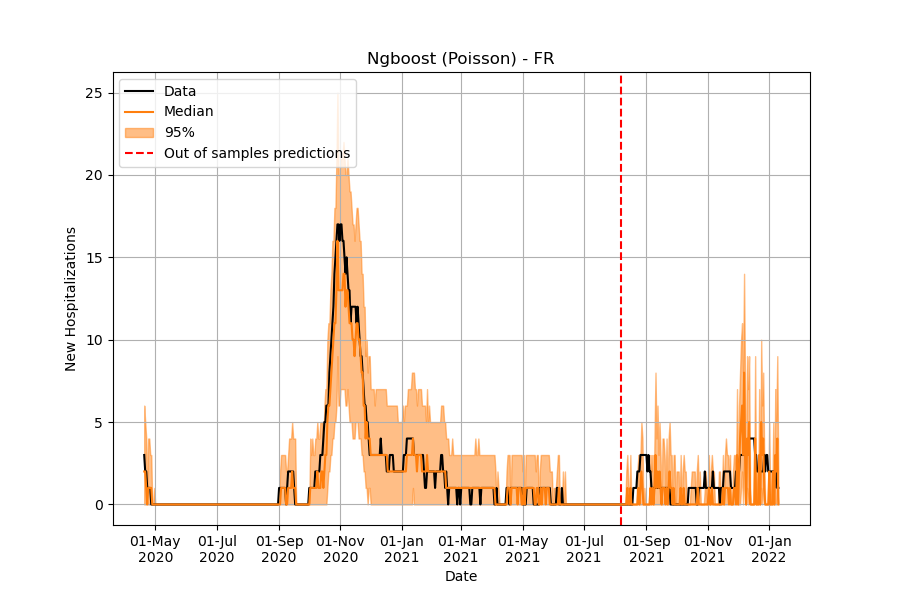 Ngboost (Poisson) - FR
Data
Median
95%
Out of samples predictions
New Hospitalizations
25
20
15
10
5
0
01-May 01-Jul 01-Sep 01-Nov 01-Jan 01-Mar 01-May 01-Jul 01-Sep 01-Nov 01-Jan
2020 2020 2020 2020 2021 2021 2021 2021 2021 2021 2022
Date